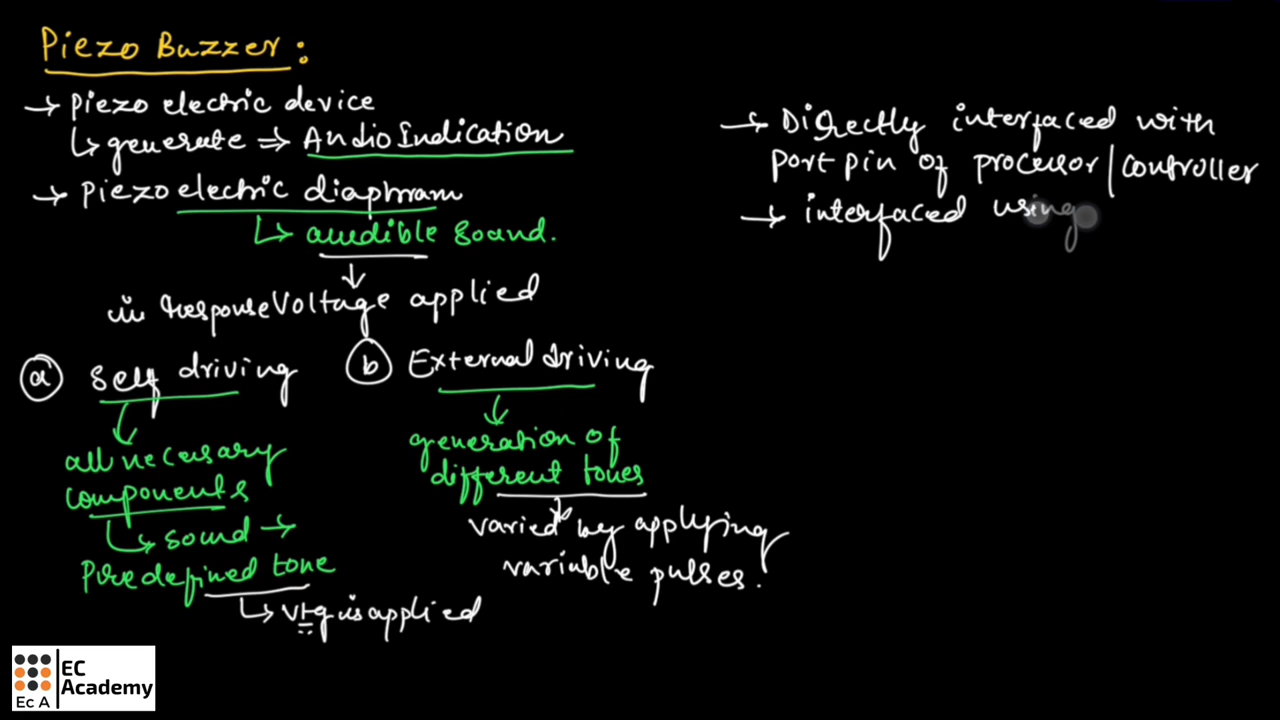 Piezo Buzzer:
→ Piezo electric device
↳ generate ⇒ Audio Indication
→ Piezo electric diaphram
↳ audible sound.
↓
in response Voltage applied
(a) Self driving
all necessary
components
↳ sound →
Predefined tone
↳ vtg is applied
(b) External driving
generation of
different tones
varied by applying
variable pulses.
→ Directly interfaced with
port pin of processor/controller
→ interfaced using
EC
Academy
Ec A